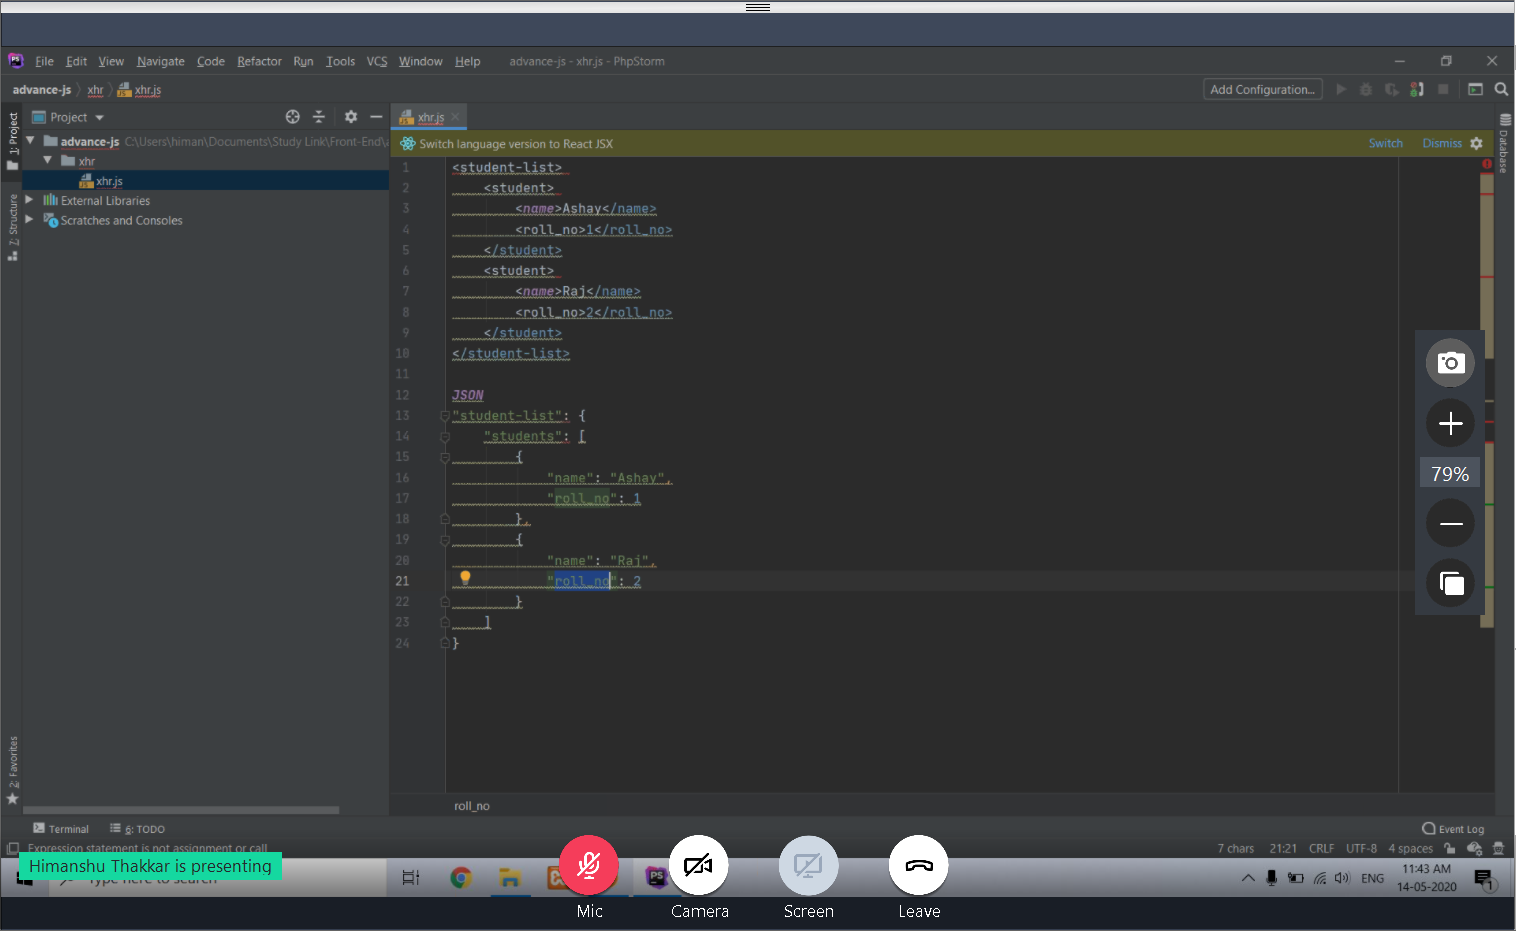 File Edit View Navigate Code Refactor Run Tools VCS Window Help advance-js - xhr.js - PhpStorm
advance-js xhr xhr.js Add Configuration...
1: Project
Project
xhr.js
advance-js C:\Users\himan\Documents\Study Link\Front-End\
xhr
xhr.js
External Libraries
Scratches and Consoles
Z: Structure
2: Favorites
Database
Switch language version to React JSX Switch Dismiss
1 <student-list>
2 <student>
3 <name>Ashay</name>
4 <roll_no>1</roll_no>
5 </student>
6 <student>
7 <name>Raj</name>
8 <roll_no>2</roll_no>
9 </student>
10 </student-list>
11
12 JSON
13 "student-list": {
14 "students": [
15 {
16 "name": "Ashay",
17 "roll_no": 1
18 },
19 {
20 "name": "Raj",
21 "roll_no": 2
22 }
23 ]
24 }
79%
roll_no
Terminal 6: TODO Event Log
Expression statement is not assignment or call 7 chars 21:21 CRLF UTF-8 4 spaces
Himanshu Thakkar is presenting
Type here to search
ENG 11:43 AM
14-05-2020
1
Mic Camera Screen Leave